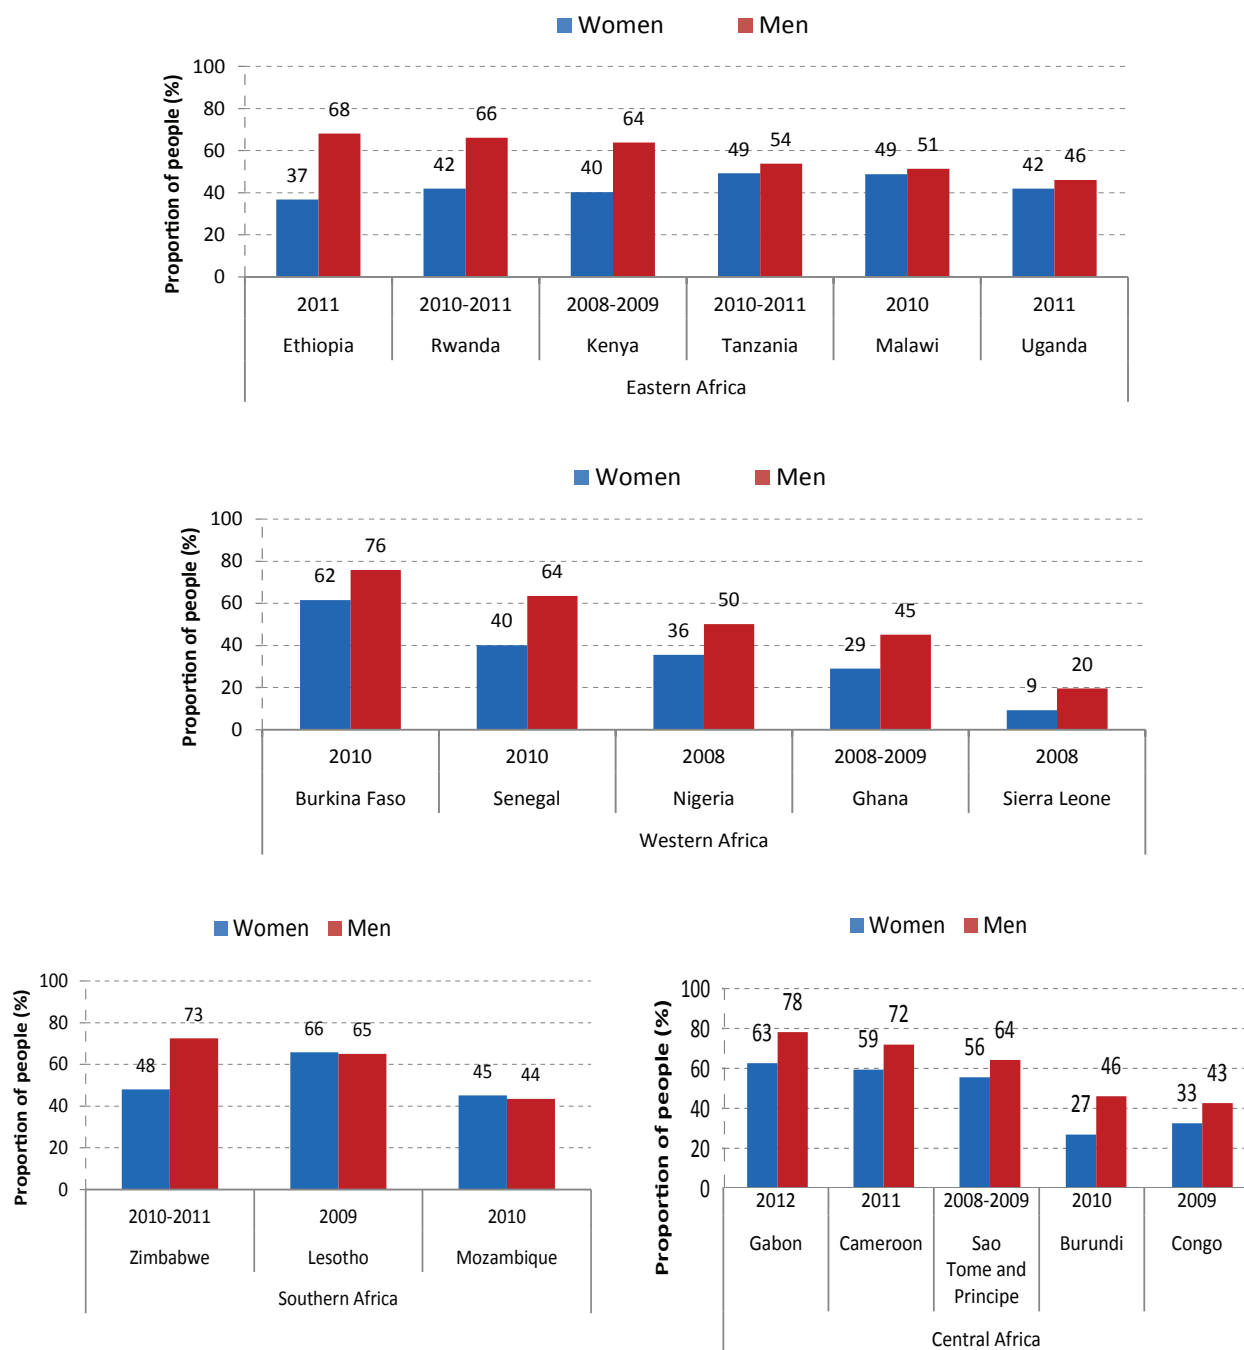 Women Men
Proportion of people (%)
100
80
60
40
20
0
37 68 42 66 40 64 49 54 49 51 42 46
2011 2010-2011 2008-2009 2010-2011 2010 2011
Ethiopia Rwanda Kenya Tanzania Malawi Uganda
Eastern Africa
Women Men
Proportion of people (%)
100
80
60
40
20
0
62 76 40 64 36 50 29 45 9 20
2010 2010 2008 2008-2009 2008
Burkina Faso Senegal Nigeria Ghana Sierra Leone
Western Africa
Women Men
Proportion of people (%)
100
80
60
40
20
0
48 73 66 65 45 44
2010-2011 2009 2010
Zimbabwe Lesotho Mozambique
Southern Africa
Women Men
Proportion of people (%)
100
80
60
40
20
0
63 78 59 72 56 64 27 46 33 43
2012 2011 2008-2009 2010 2009
Gabon Cameroon Sao Burundi Congo
Tome and
Principe
Central Africa